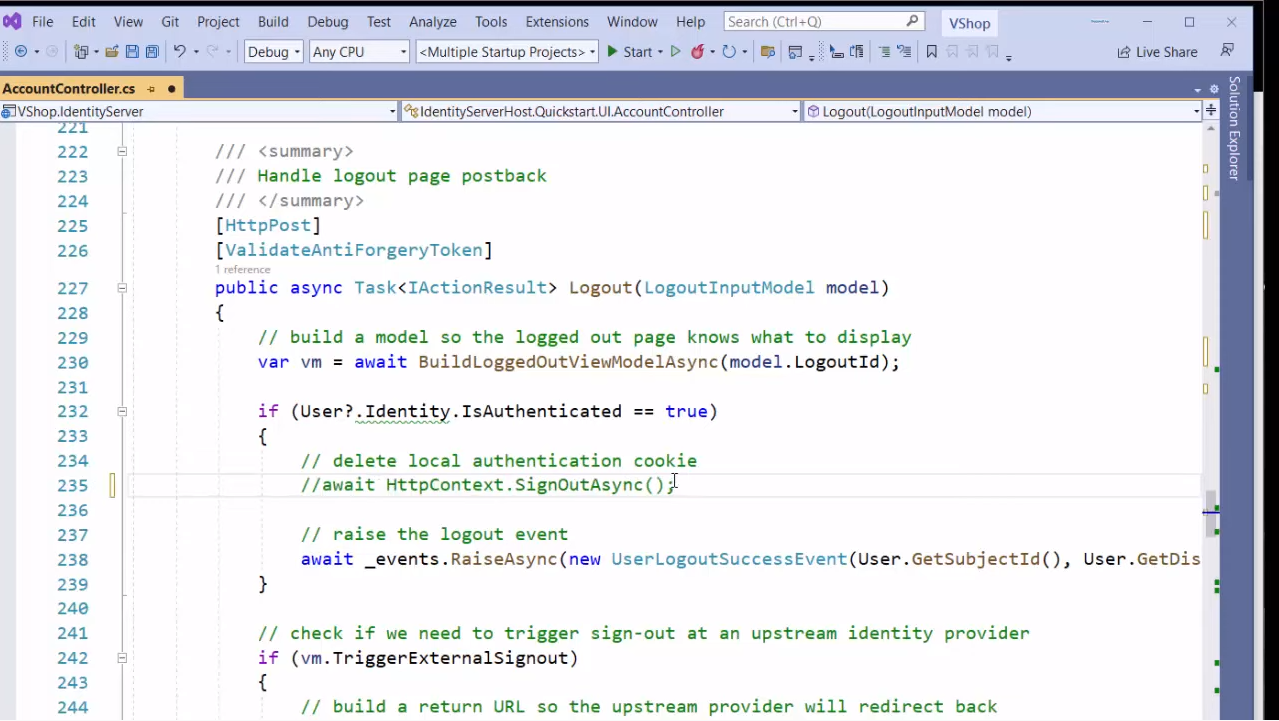 File Edit View Git Project Build Debug Test Analyze Tools Extensions Window Help Search (Ctrl+Q) VShop
Debug Any CPU <Multiple Startup Projects> Start Live Share
AccountController.cs
VShop.IdentityServer IdentityServerHost.Quickstart.UI.AccountController Logout(LogoutInputModel model)
Solution Explorer
221
222 /// <summary>
223 /// Handle logout page postback
224 /// </summary>
225 [HttpPost]
226 [ValidateAntiForgeryToken]
1 reference
227 public async Task<IActionResult> Logout(LogoutInputModel model)
228 {
229 // build a model so the logged out page knows what to display
230 var vm = await BuildLoggedOutViewModelAsync(model.LogoutId);
231
232 if (User?.Identity.IsAuthenticated == true)
233 {
234 // delete local authentication cookie
235 //await HttpContext.SignOutAsync();
236
237 // raise the logout event
238 await _events.RaiseAsync(new UserLogoutSuccessEvent(User.GetSubjectId(), User.GetDis
239 }
240
241 // check if we need to trigger sign-out at an upstream identity provider
242 if (vm.TriggerExternalSignout)
243 {
244 // build a return URL so the upstream provider will redirect back